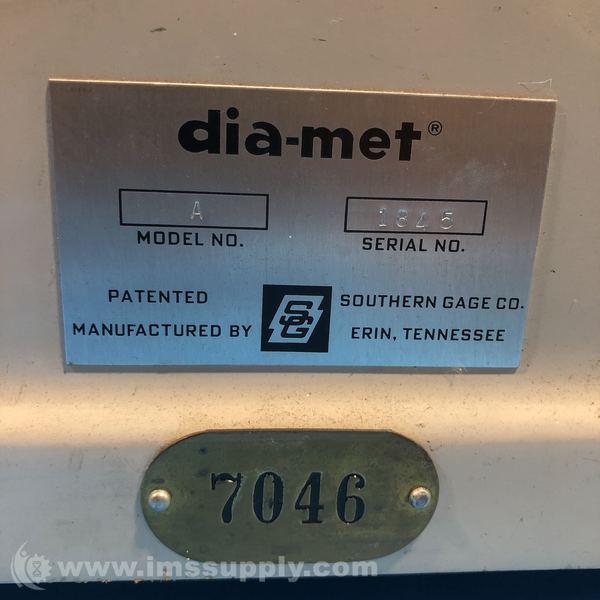 dia-met®
A
1845
MODEL NO.
SERIAL NO.
PATENTED
MANUFACTURED BY
SG
SOUTHERN GAGE CO.
ERIN, TENNESSEE
7046
www.imssupply.com